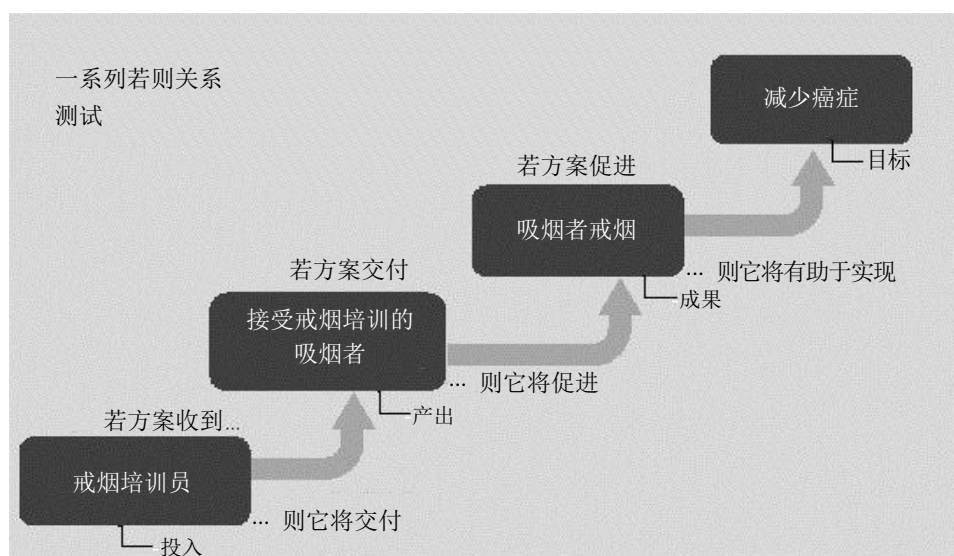 一系列若则关系
测试
减少癌症
目标
若方案促进
吸烟者戒烟
… 则它将有助于实现
成果
若方案交付
接受戒烟培训的
吸烟者
… 则它将促进
产出
若方案收到...
戒烟培训员
… 则它将交付
投入